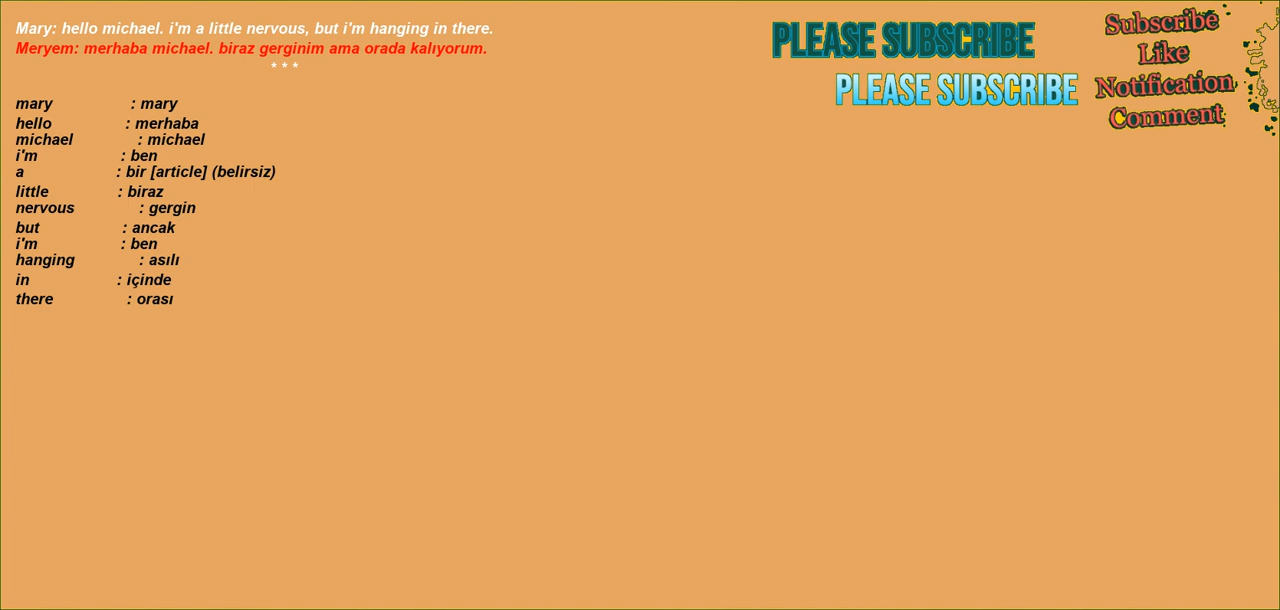 Mary: hello michael. i'm a little nervous, but i'm hanging in there.
Meryem: merhaba michael. biraz gerginim ama orada kalıyorum.
* * *
mary : mary
hello : merhaba
michael : michael
i'm : ben
a : bir [article] (belirsiz)
little : biraz
nervous : gergin
but : ancak
i'm : ben
hanging : asılı
in : içinde
there : orası
PLEASE SUBSCRIBE
PLEASE SUBSCRIBE
Subscribe
Like
Notification
Comment